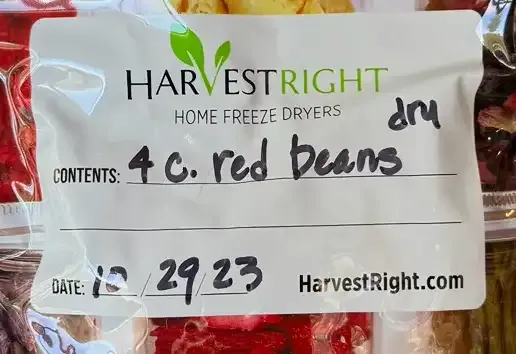 HARVESTRIGHT
HOME FREEZE DRYERS
dry
CONTENTS: 4 c. red beans
DATE: 10/29/23 HarvestRight.com